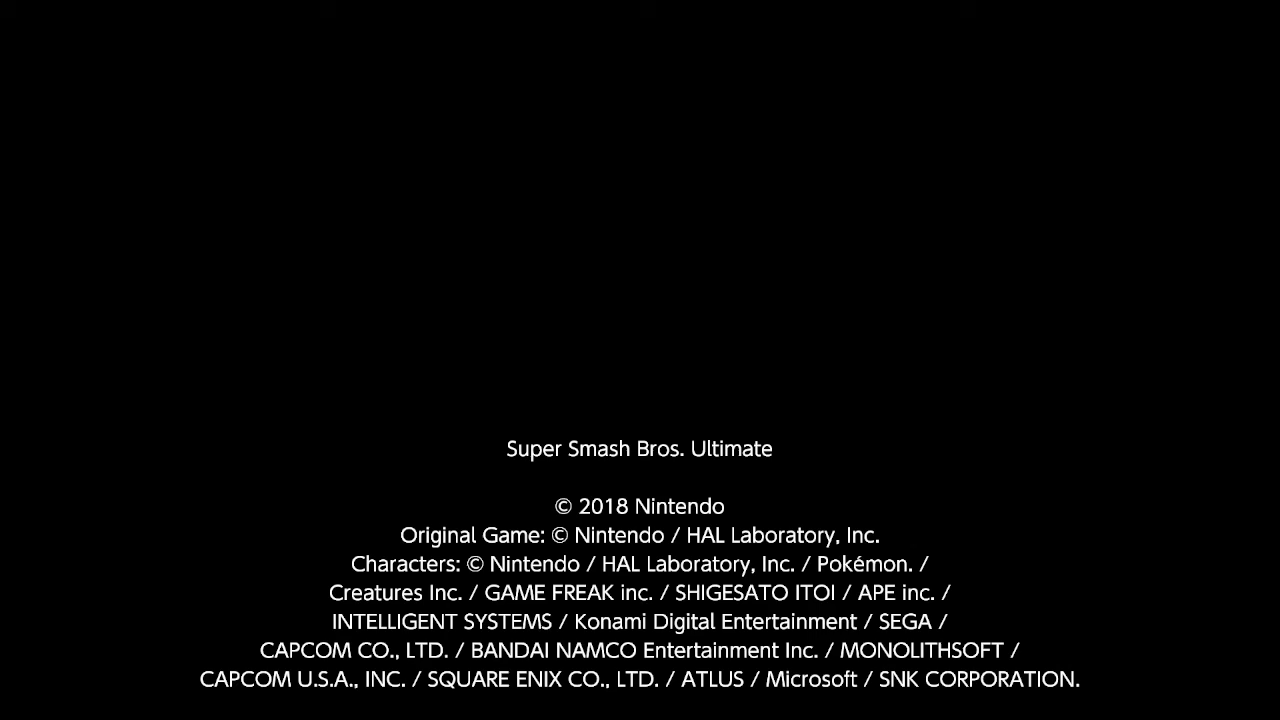 Super Smash Bros. Ultimate
© 2018 Nintendo
Original Game: © Nintendo / HAL Laboratory, Inc.
Characters: © Nintendo / HAL Laboratory, Inc. / Pokémon. /
Creatures Inc. / GAME FREAK inc. / SHIGESATO ITOI / APE inc. /
INTELLIGENT SYSTEMS / Konami Digital Entertainment / SEGA /
CAPCOM CO., LTD. / BANDAI NAMCO Entertainment Inc. / MONOLITHSOFT /
CAPCOM U.S.A., INC. / SQUARE ENIX CO., LTD. / ATLUS / Microsoft / SNK CORPORATION.